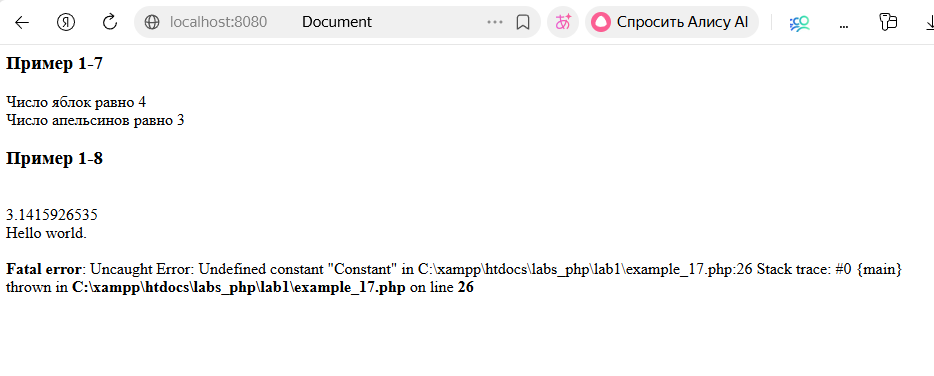 localhost:8080 Document ... Спросить Алису AI ...
Пример 1-7
Число яблок равно 4
Число апельсинов равно 3
Пример 1-8
3.1415926535
Hello world.
Fatal error: Uncaught Error: Undefined constant "Constant" in C:\xampp\htdocs\labs_php\lab1\example_17.php:26 Stack trace: #0 {main}
thrown in C:\xampp\htdocs\labs_php\lab1\example_17.php on line 26